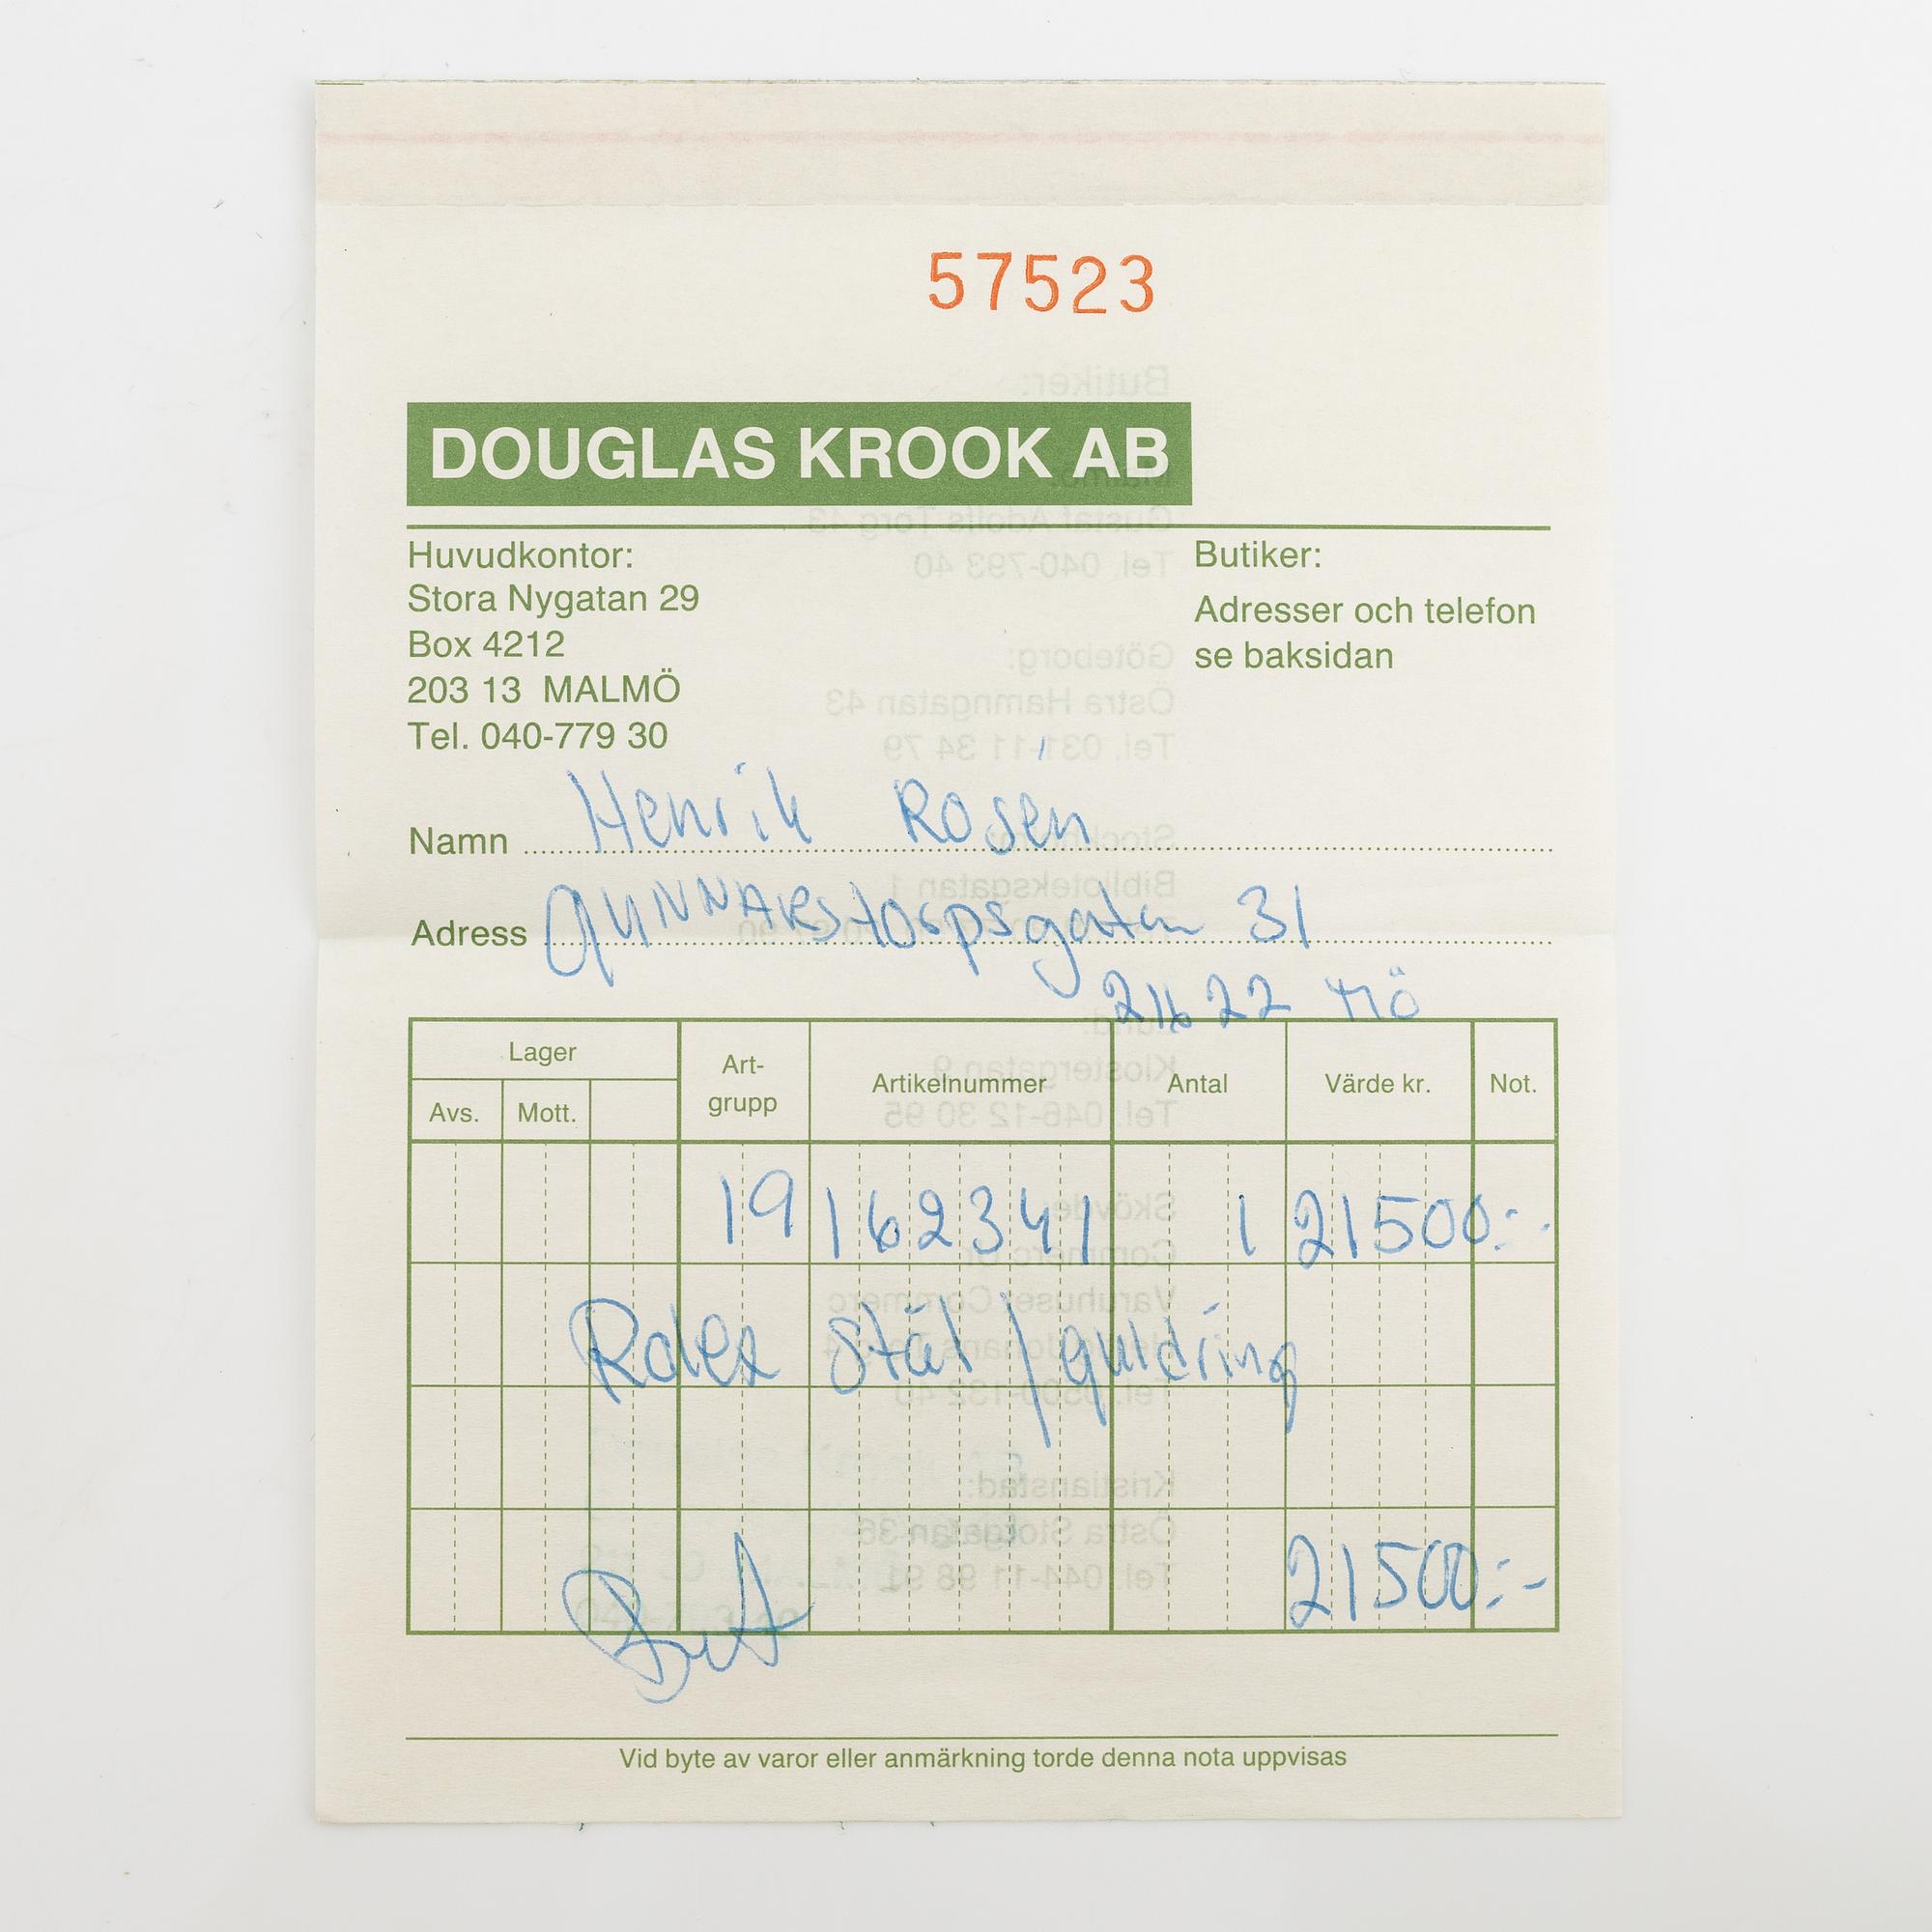 57523
DOUGLAS KROOK AB
Huvudkontor:
Stora Nygatan 29
Box 4212
203 13 MALMÖ
Tel. 040-779 30
Butiker:
Adresser och telefon
se baksidan
Namn Henrik Rosén
Adress GUNNARStorpsgatan 31
216 22 Mö
Lager
Avs. Mott. Art-grupp Artikelnummer Antal Värde kr. Not.
19 162341 1 21500:-
Rolex Stål / guldring
21500:-
Vid byte av varor eller anmärkning torde denna nota uppvisas